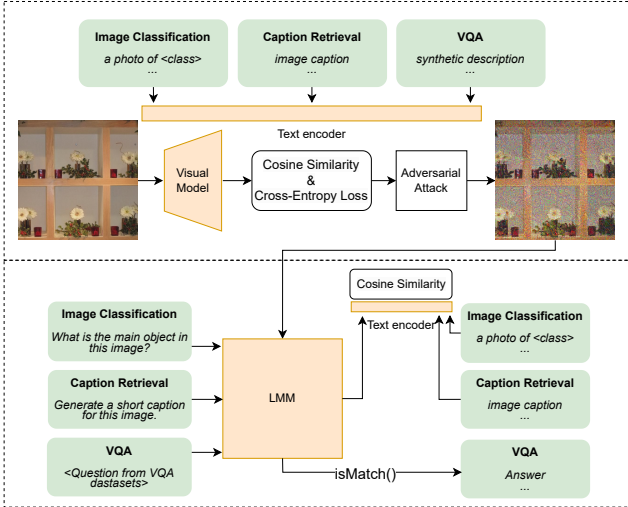 Image Classification
a photo of <class>
...
Caption Retrieval
image caption
...
VQA
synthetic description
...
Text encoder
Visual
Model
Cosine Similarity
&
Cross-Entropy Loss
Adversarial
Attack
Cosine Similarity
Text encoder
Image Classification
What is the main object in
this image?
Caption Retrieval
Generate a short caption
for this image.
VQA
<Question from VQA
dastasets>
LMM
isMatch()
Image Classification
a photo of <class>
...
Caption Retrieval
image caption
...
VQA
Answer
...